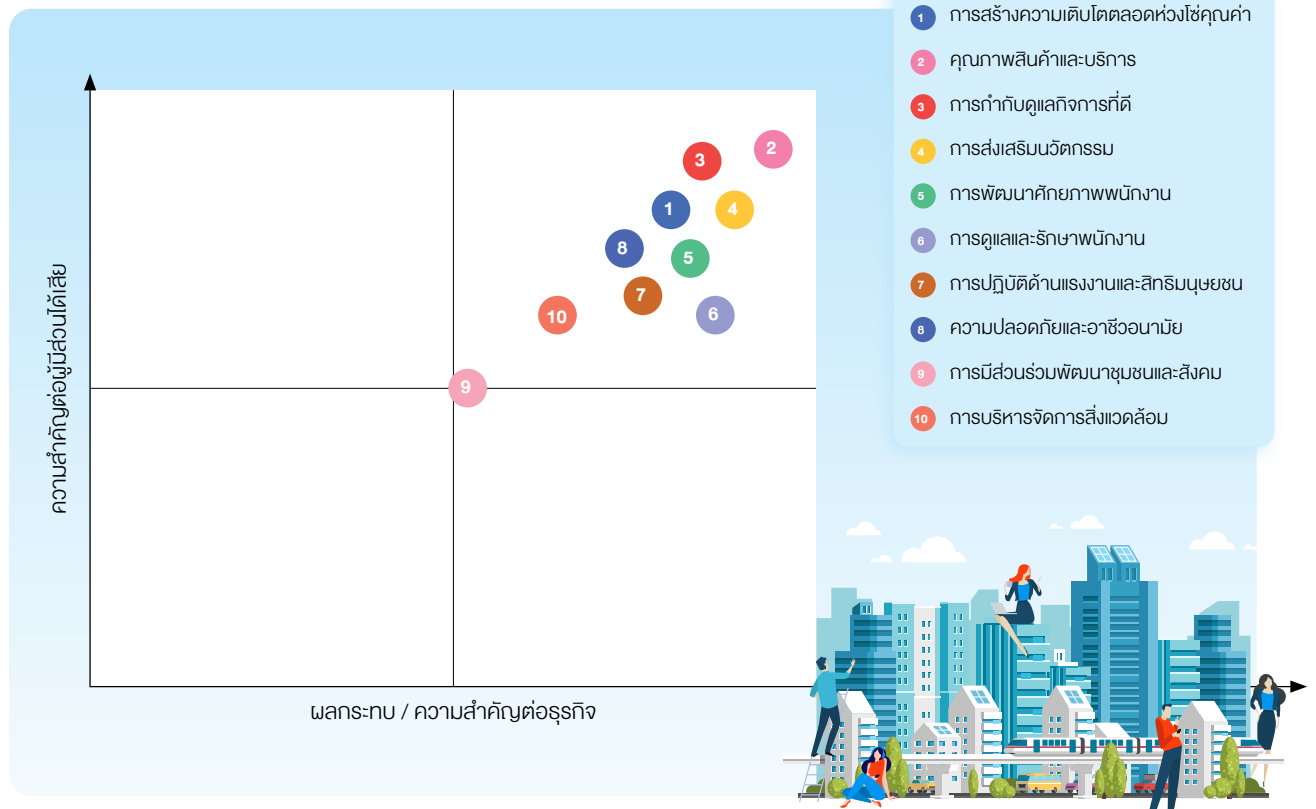 1 การสร้างความเติบโตตลอดห่วงโซ่คุณค่า
2 คุณภาพสินค้าและบริการ
3 การกำกับดูแลกิจการที่ดี
4 การส่งเสริมนวัตกรรม
5 การพัฒนาศักยภาพพนักงาน
6 การดูแลและรักษาพนักงาน
7 การปฏิบัติด้านแรงงานและสิทธิมนุษยชน
8 ความปลอดภัยและอาชีวอนามัย
9 การมีส่วนร่วมพัฒนาชุมชนและสังคม
10 การบริหารจัดการสิ่งแวดล้อม
ความสำคัญต่อผู้มีส่วนได้เสีย
2
3
1
4
8
5
7
6
10
9
ผลกระทบ / ความสำคัญต่อธุรกิจ